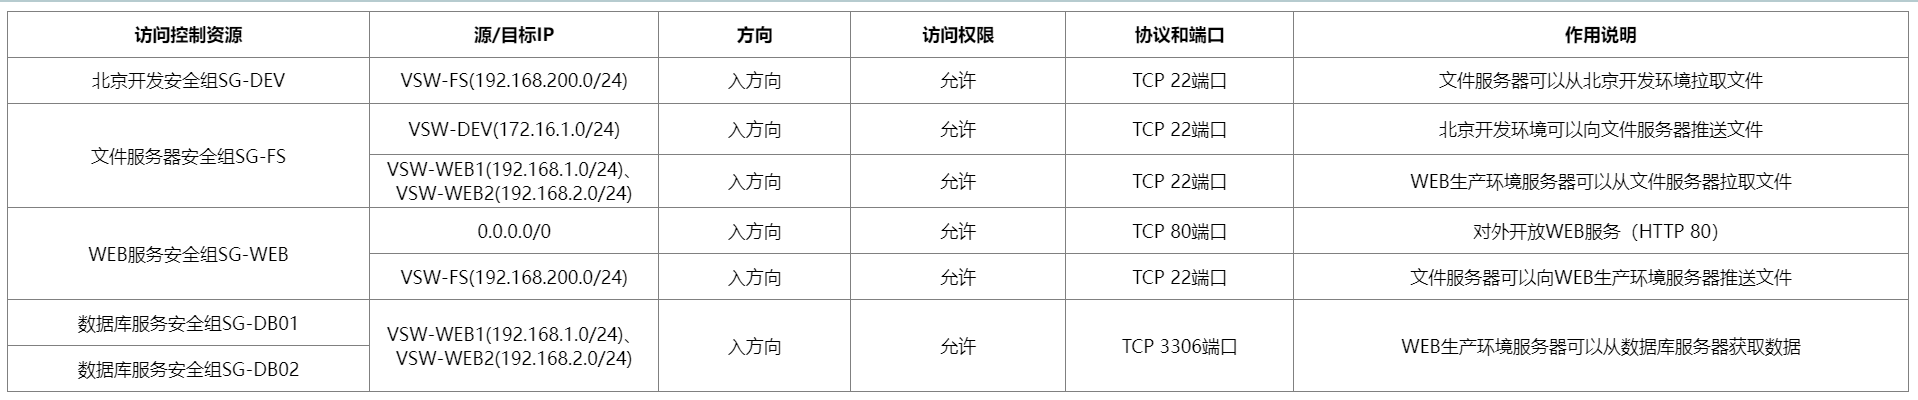 访问控制资源 源/目标IP 方向 访问权限 协议和端口 作用说明
北京开发安全组SG-DEV VSW-FS(192.168.200.0/24) 入方向 允许 TCP 22端口 文件服务器可以从北京开发环境拉取文件
文件服务器安全组SG-FS
VSW-DEV(172.16.1.0/24) 入方向 允许 TCP 22端口 北京开发环境可以向文件服务器推送文件
VSW-WEB1(192.168.1.0/24)、
VSW-WEB2(192.168.2.0/24)
入方向 允许 TCP 22端口 WEB生产环境服务器可以从文件服务器拉取文件
WEB服务安全组SG-WEB
0.0.0.0/0 入方向 允许 TCP 80端口 对外开放WEB服务（HTTP 80）
VSW-FS(192.168.200.0/24) 入方向 允许 TCP 22端口 文件服务器可以向WEB生产环境服务器推送文件
数据库服务安全组SG-DB01
数据库服务安全组SG-DB02
VSW-WEB1(192.168.1.0/24)、
VSW-WEB2(192.168.2.0/24)
入方向 允许 TCP 3306端口 WEB生产环境服务器可以从数据库服务器获取数据